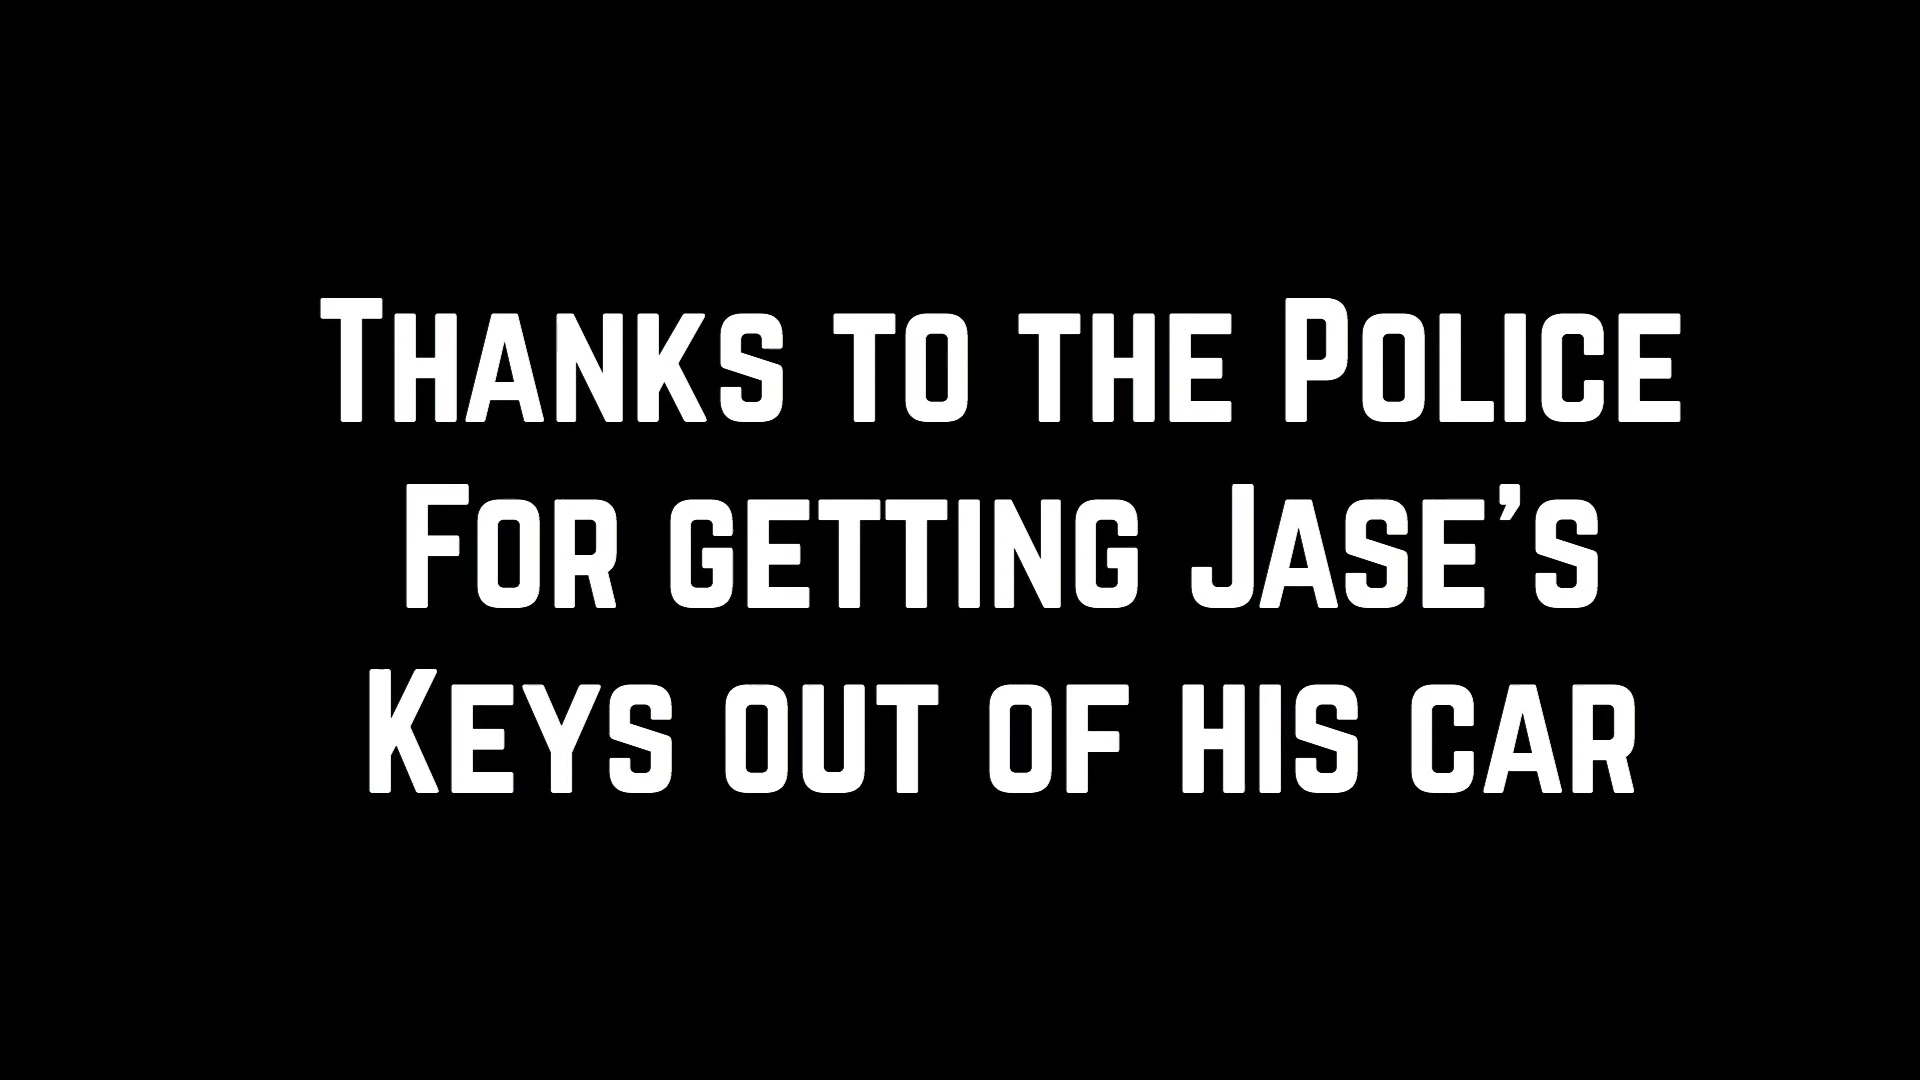 Thanks to the Police
For getting Jase’s
Keys out of his car